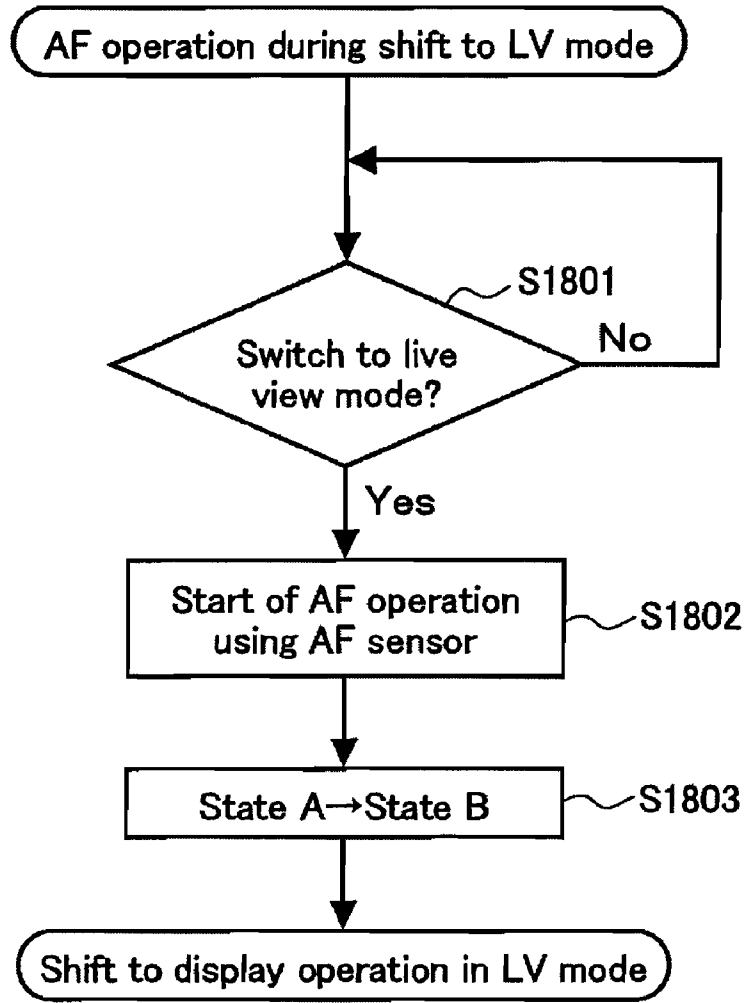 AF operation during shift to LV mode
S1801
Switch to live
view mode?
No
Yes
Start of AF operation
using AF sensor
S1802
State A→State B
S1803
Shift to display operation in LV mode